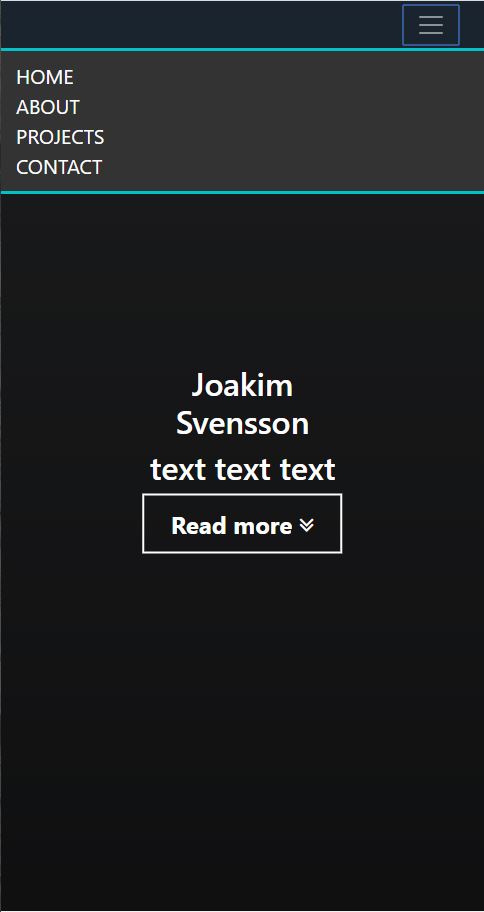 HOME
ABOUT
PROJECTS
CONTACT
Joakim
Svensson
text text text
Read more